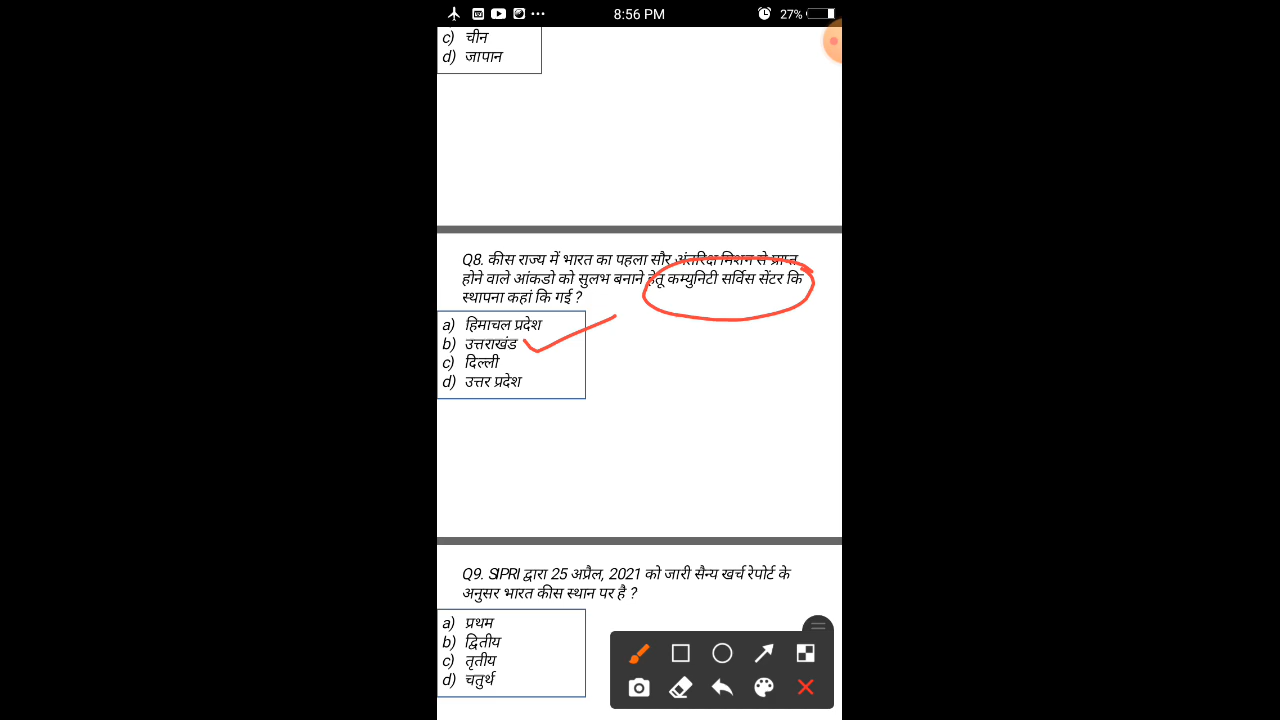 8:56 PM
27%
c) चीन
d) जापान
Q8. कीस राज्य में भारत का पहला सौर अंतरिक्ष मिशन से प्राप्त
होने वाले आंकडो को सुलभ बनाने हेतू कम्युनिटी सर्विस सेंटर कि
स्थापना कहां कि गई ?
a) हिमाचल प्रदेश
b) उत्तराखंड
c) दिल्ली
d) उत्तर प्रदेश
Q9. SIPRI द्वारा 25 अप्रैल, 2021 को जारी सैन्य खर्च रेपोर्ट के
अनुसर भारत कीस स्थान पर है ?
a) प्रथम
b) द्वितीय
c) तृतीय
d) चतुर्थ